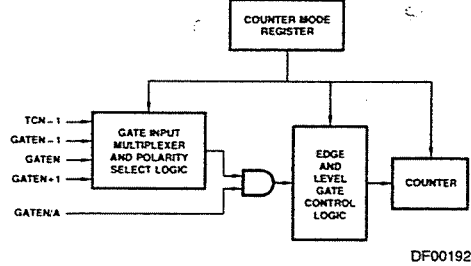 COUNTER MODE
REGISTER
TCN-1
GATEN-1
GATEN
GATEN+1
GATEN/A
GATE INPUT
MULTIPLEXER
AND POLARITY
SELECT LOGIC
EDGE
AND
LEVEL
GATE
CONTROL
LOGIC
COUNTER
DF00192